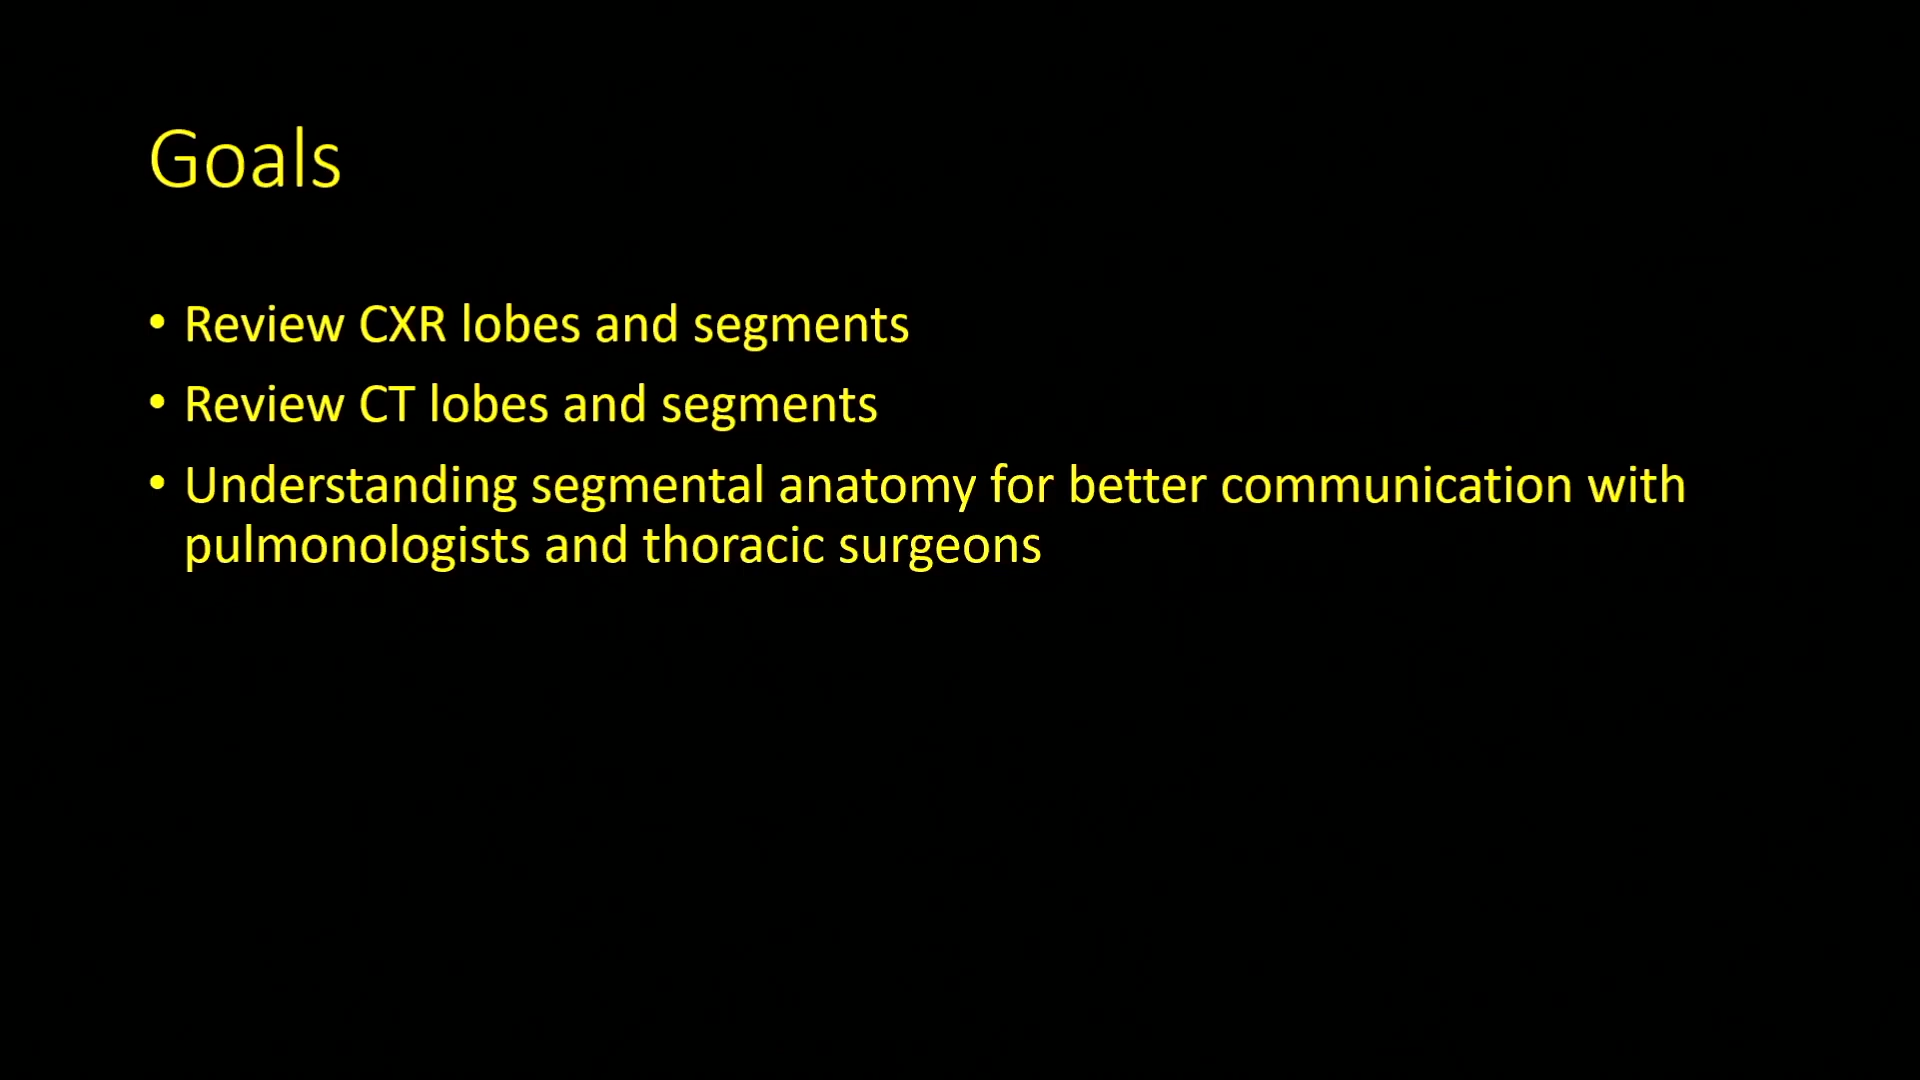 Goals
• Review CXR lobes and segments
• Review CT lobes and segments
• Understanding segmental anatomy for better communication with
pulmonologists and thoracic surgeons